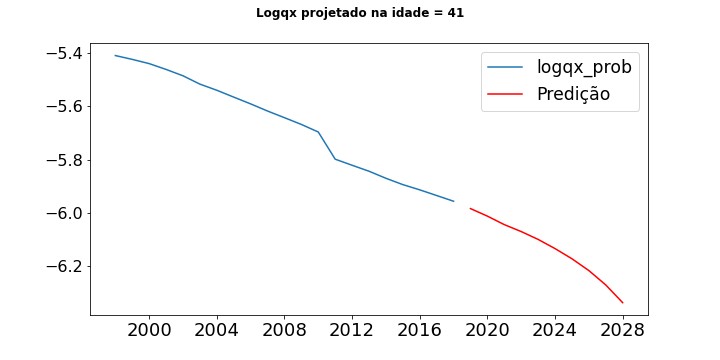 Logqx projetado na idade = 41
logqx_prob
Predição
−5.4
−5.6
−5.8
−6.0
−6.2
2000 2004 2008 2012 2016 2020 2024 2028